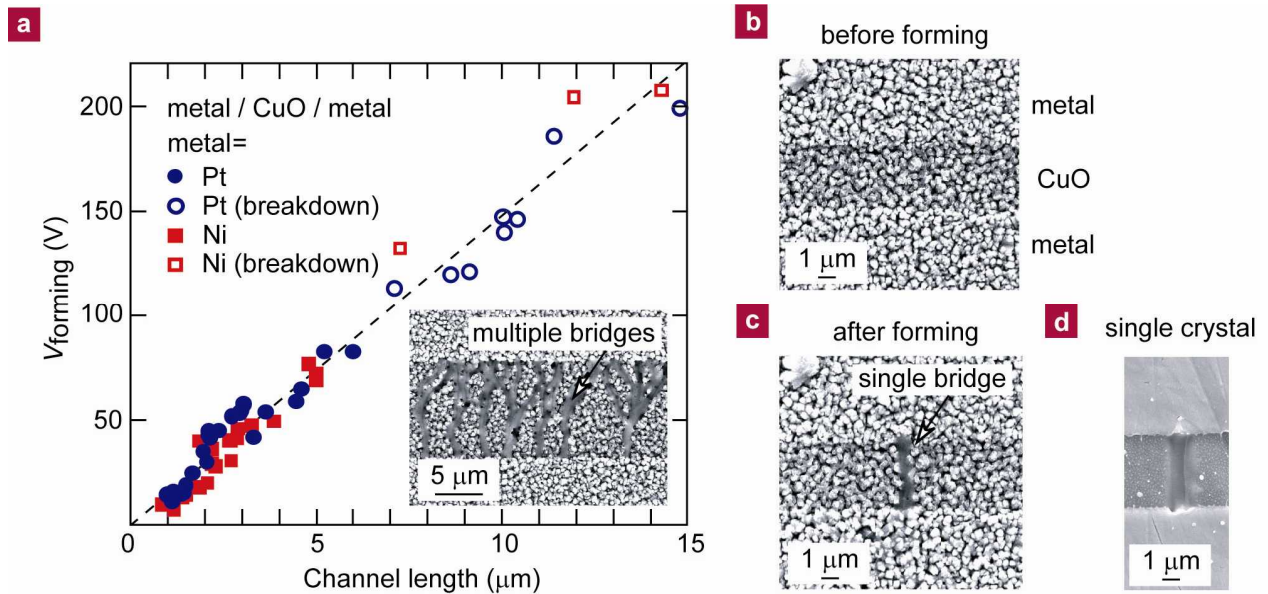 a
metal / CuO / metal
metal=
Pt
Pt (breakdown)
Ni
Ni (breakdown)
200
150
100
50
0
5
10
15
Vforming (V)
Channel length (μm)
multiple bridges
5 μm
b
before forming
metal
CuO
metal
1 μm
c
after forming
single bridge
1 μm
d
single crystal
1 μm